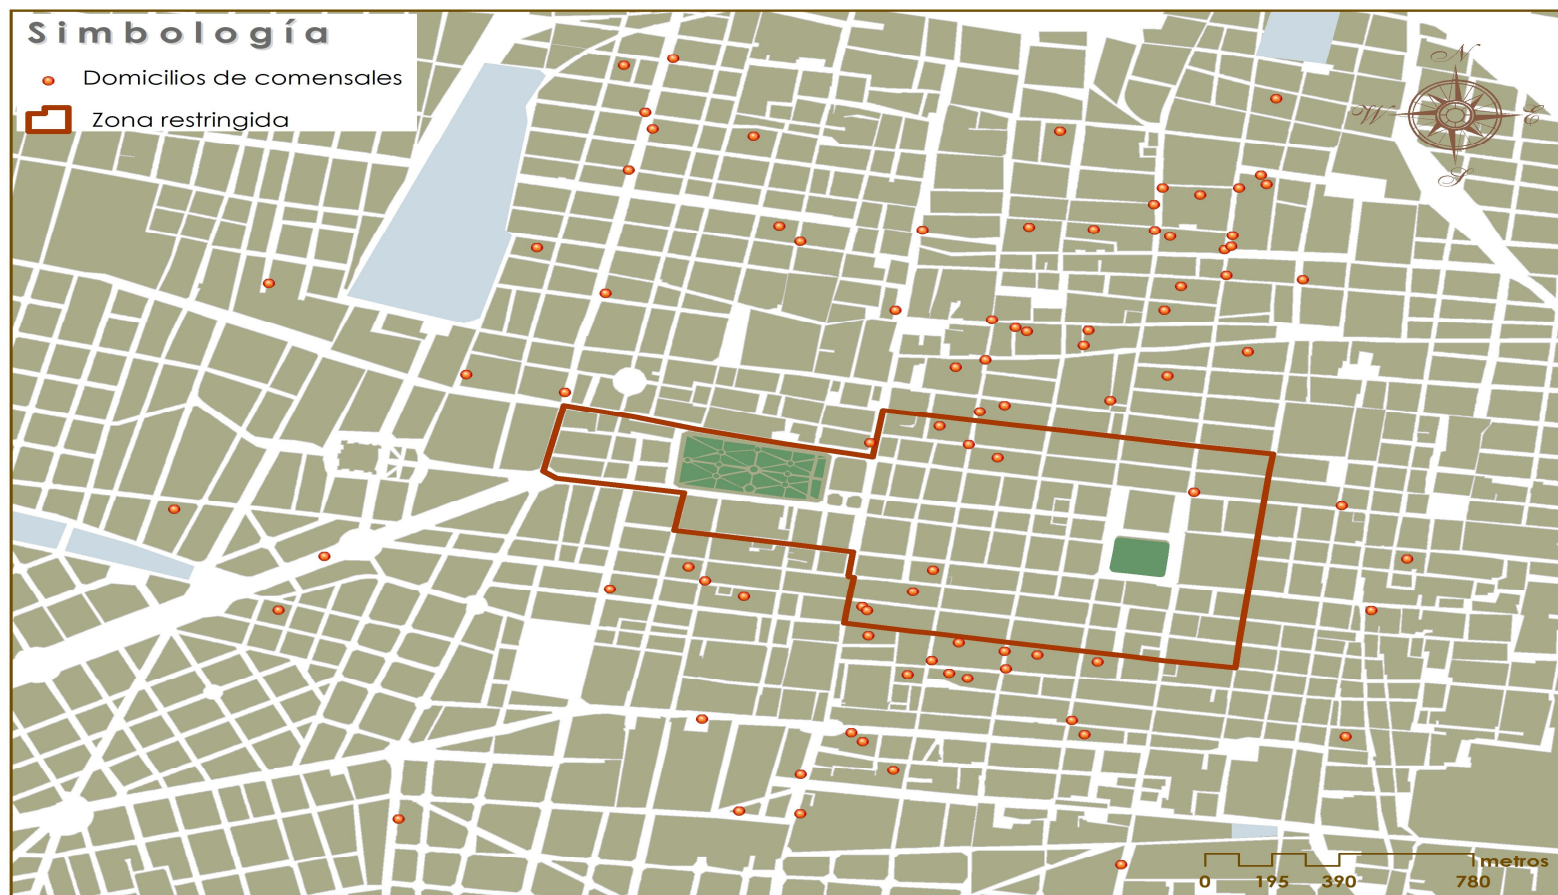 Simbología
Domicilios de comensales
Zona restringida
N
W
E
S
metros
0 195 390 780